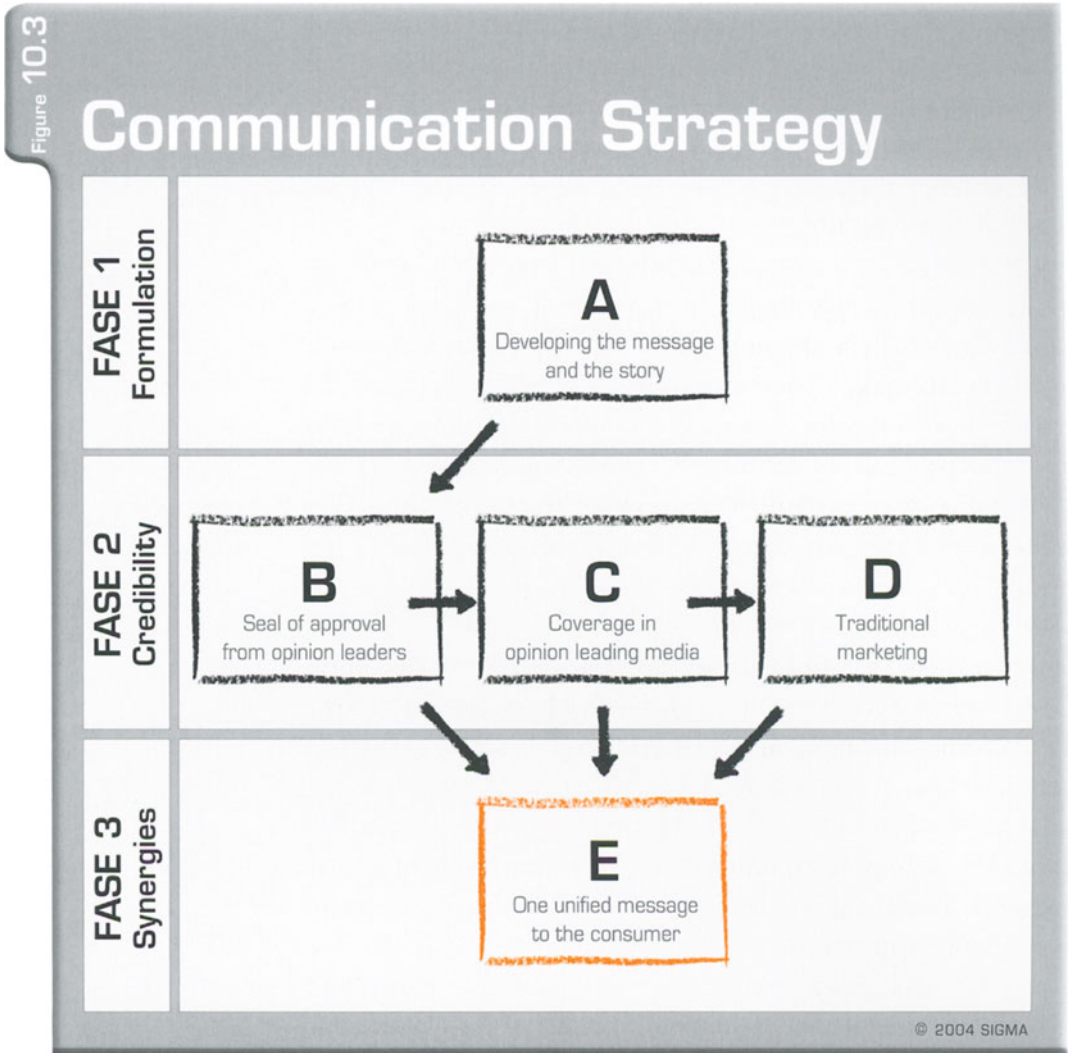 Figure 10.3
Communication Strategy
FASE 1
Formulation
A
Developing the message
and the story
FASE 2
Credibility
B
Seal of approval
from opinion leaders
C
Coverage in
opinion leading media
D
Traditional
marketing
FASE 3
Synergies
E
One unified message
to the consumer
© 2004 SIGMA